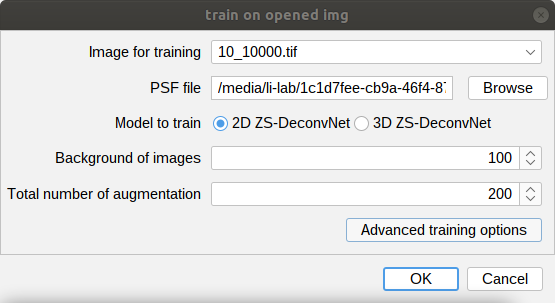 train on opened img
Image for training 10_10000.tif
PSF file /media/li-lab/1c1d7fee-cb9a-46f4-87 Browse
Model to train 2D ZS-DeconvNet 3D ZS-DeconvNet
Background of images 100
Total number of augmentation 200
Advanced training options
OK Cancel